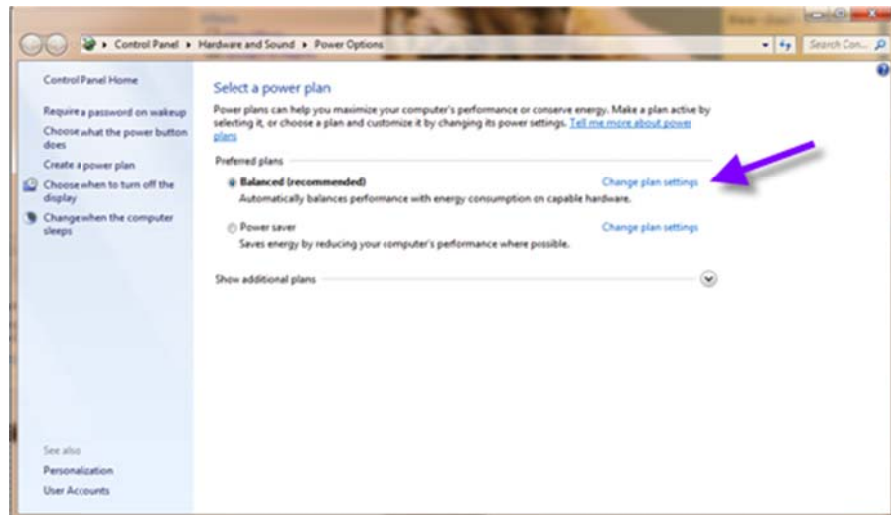 Control Panel ▸ Hardware and Sound ▸ Power Options
Search Con...
Control Panel Home
Require a password on wakeup
Choose what the power button
does
Create a power plan
Choose when to turn off the
display
Change when the computer
sleeps
Select a power plan
Power plans can help you maximize your computer's performance or conserve energy. Make a plan active by
selecting it, or choose a plan and customize it by changing its power settings. Tell me more about power
plans
Preferred plans
Balanced (recommended)
Change plan settings
Automatically balances performance with energy consumption on capable hardware.
Power saver
Change plan settings
Saves energy by reducing your computer's performance where possible.
Show additional plans
See also
Personalization
User Accounts